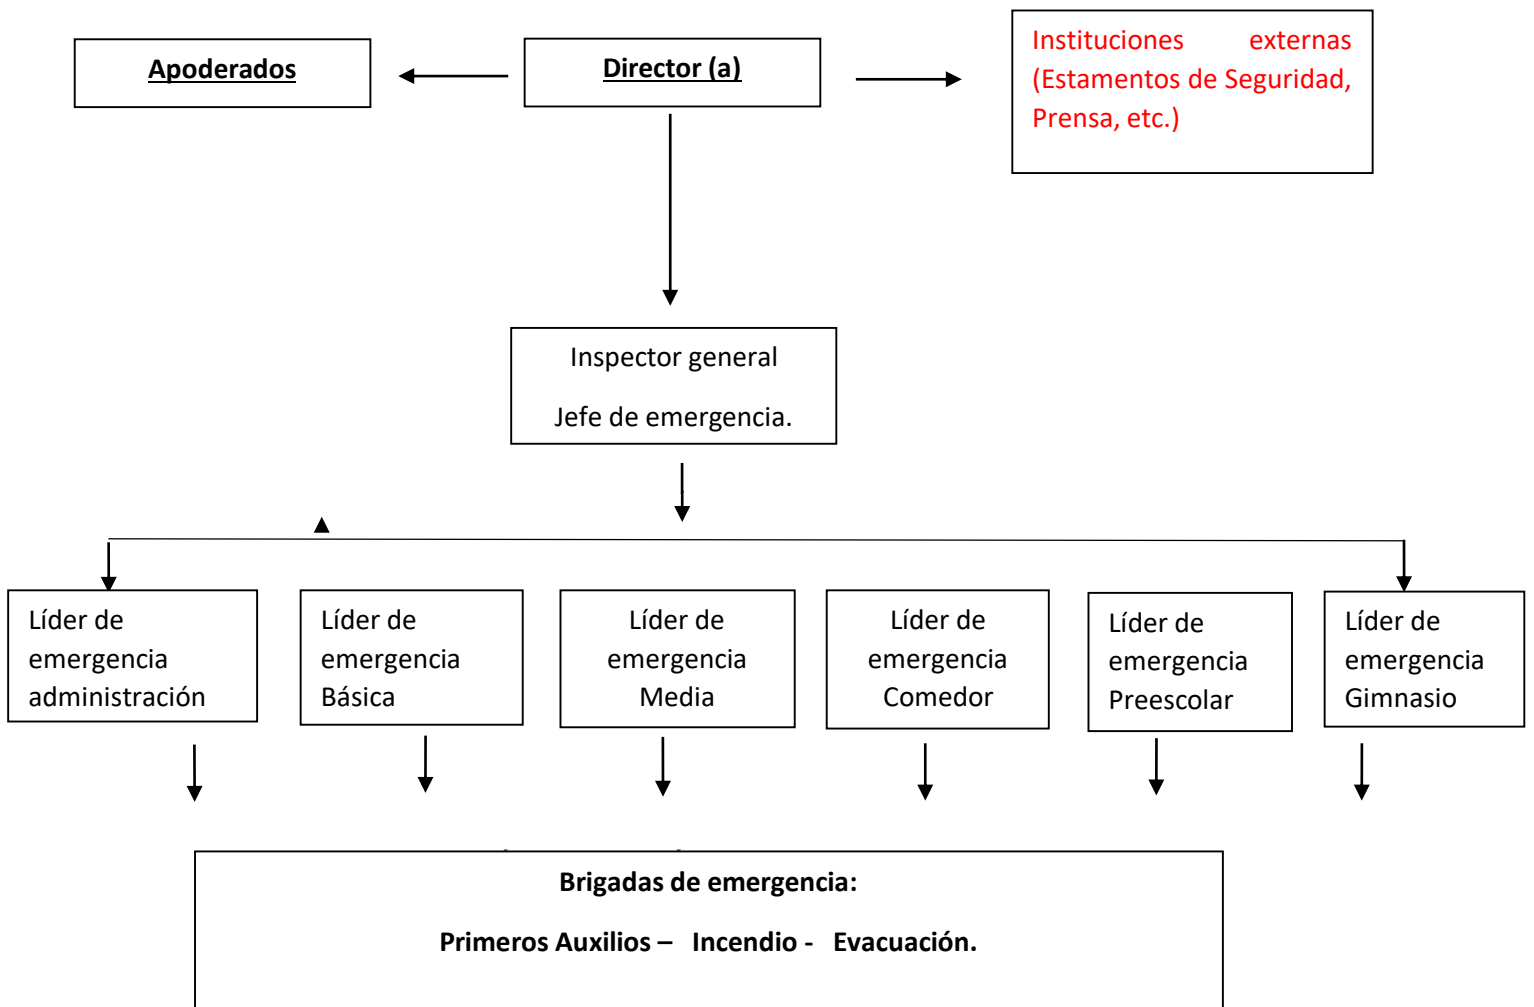 Apoderados
Director (a)
Instituciones externas
(Estamentos de Seguridad,
Prensa, etc.)
Inspector general
Jefe de emergencia.
Líder de
emergencia
administración
Líder de
emergencia
Básica
Líder de
emergencia
Media
Líder de
emergencia
Comedor
Líder de
emergencia
Preescolar
Líder de
emergencia
Gimnasio
Brigadas de emergencia:
Primeros Auxilios – Incendio - Evacuación.